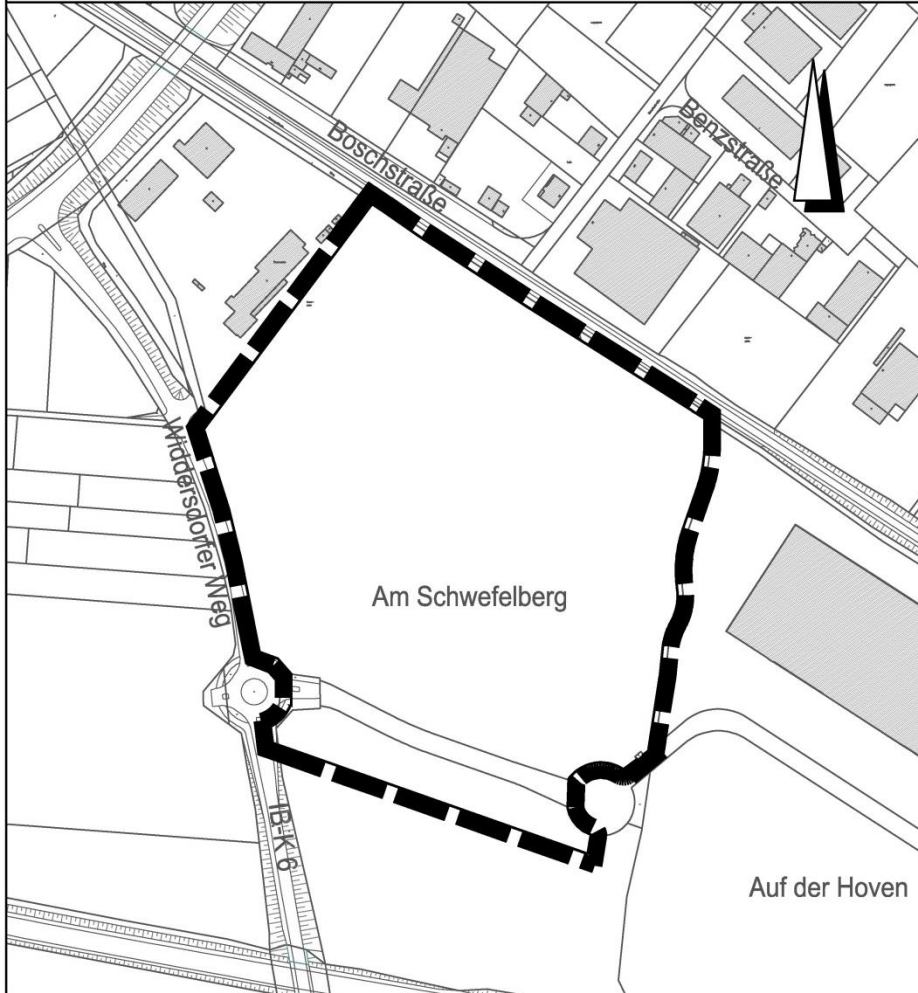 Boschstraße
Benzstraße
Widdersdorfer Weg
Am Schwefelberg
IB-K 6
Auf der Hoven